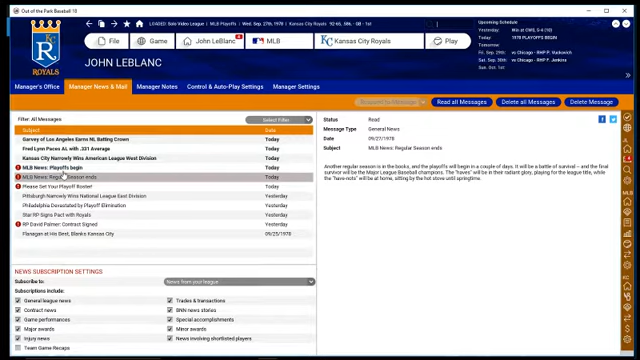 Out of the Park Baseball 18
LOADED: Solo Video League
MLB Playoffs
Wed. Sep. 27th, 1978
Kansas City Royals
92-66, .586, - GB - 1st
Upcoming Schedule
Today
1978 PLAYOFFS BEGIN
Tomorrow
Fri. Sep. 29th
vs Chicago - RHP P. Vuckovich
Sat. Sep. 30th
vs Chicago - RHP F. Jenkins
File
Game
John LeBlanc
MLB
Kansas City Royals
Play
ROYALS
JOHN LEBLANC
Manager's Office
Manager News & Mail
Manager Notes
Control & Auto-Play Settings
Manager Settings
Read all Messages
Delete all Messages
Delete Message
Filter: All Messages
Select Filter
Subject
Date
Garvey of Los Angeles Earns NL Batting Crown
Today
Fred Lynn Paces AL with .331 Average
Today
Kansas City Narrowly Wins American League West Division
Today
MLB News: Playoffs begin
Today
MLB News: Regular Season ends
Today
Please Set Your Playoff Roster!
Today
Pittsburgh Narrowly Wins National League East Division
Yesterday
Philadelphia Devastated by Playoff Elimination
Yesterday
Star RP Signs Pact with Royals
Yesterday
RP David Palmer: Contract Signed
Yesterday
Flanagan at His Best, Blanks Kansas City
09/25/1978
Status
Read
Message Type
General News
Date
09/27/1978
Subject
MLB News: Regular Season ends
Another regular season is in the books, and the playoffs will begin in a couple of days. It will be a battle of survival - and the final
survivor will be the Major League Baseball champions. The "haves" will be in their radiant glory, playing for the league title, while
the "have-nots" will be at home, sitting by the hot stove until springtime.
NEWS SUBSCRIPTION SETTINGS
Subscribe to:
News from your league
Subscriptions include:
General league news
Trades & transactions
Contract news
BNN news stories
Game performances
Special accomplishments
Major awards
Minor awards
Injury news
News involving shortlisted players
Team Game Recaps